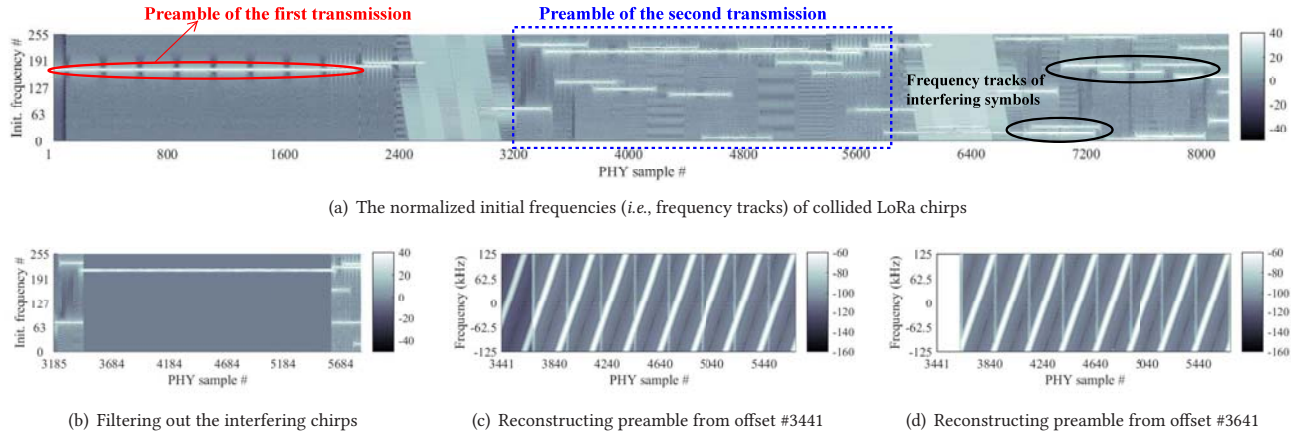 Preamble of the first transmission
Preamble of the second transmission
255
191
127
63
0
Init. frequency #
Frequency tracks of
interfering symbols
40
20
0
-20
-40
1 800 1600 2400 3200 4000 4800 5600 6400 7200 8000
PHY sample #
(a) The normalized initial frequencies (i.e., frequency tracks) of collided LoRa chirps
255
191
127
63
0
Init. frequency #
40
20
0
-20
-40
3185 3684 4184 4684 5184 5684
PHY sample #
(b) Filtering out the interfering chirps
125
62.5
0
-62.5
-125
Frequency (kHz)
-60
-80
-100
-120
-140
-160
3441 3840 4240 4640 5040 5440
PHY sample #
(c) Reconstructing preamble from offset #3441
125
62.5
0
-62.5
-125
Frequency (kHz)
-60
-80
-100
-120
-140
-160
3441 3840 4240 4640 5040 5440
PHY sample #
(d) Reconstructing preamble from offset #3641